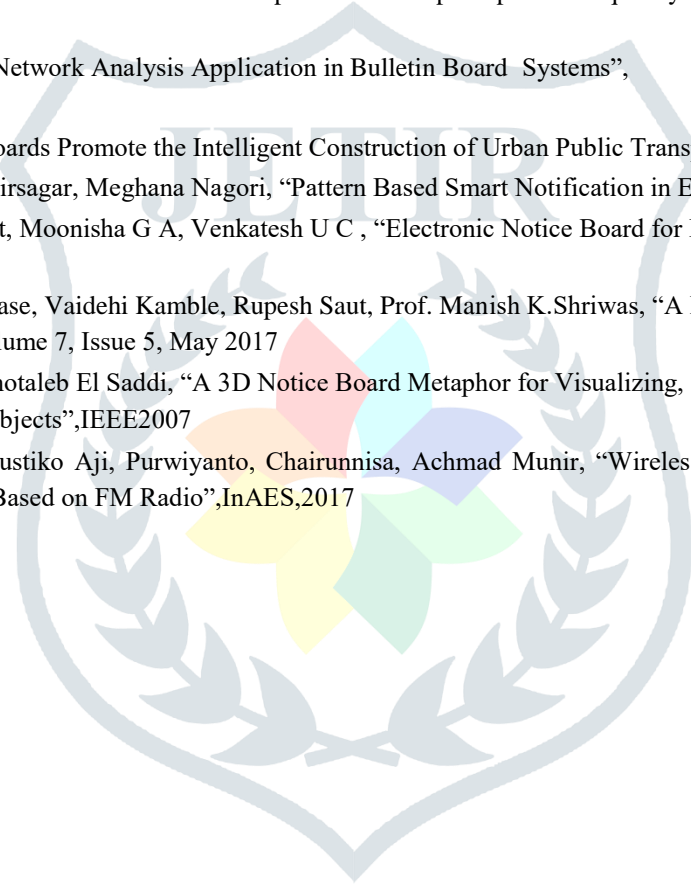 Network Analysis Application in Bulletin Board Systems”,
JETIR
oards Promote the Intelligent Construction of Urban Public Trans
irsagar, Meghana Nagori, “Pattern Based Smart Notification in E
t, Moonisha G A, Venkatesh U C , “Electronic Notice Board for
ase, Vaidehi Kamble, Rupesh Saut, Prof. Manish K.Shriwas, “A
lume 7, Issue 5, May 2017
notaleb El Saddi, “A 3D Notice Board Metaphor for Visualizing,
bjects”,IEEE2007
ustiko Aji, Purwiyanto, Chairunnisa, Achmad Munir, “Wireles
Based on FM Radio”,InAES,2017